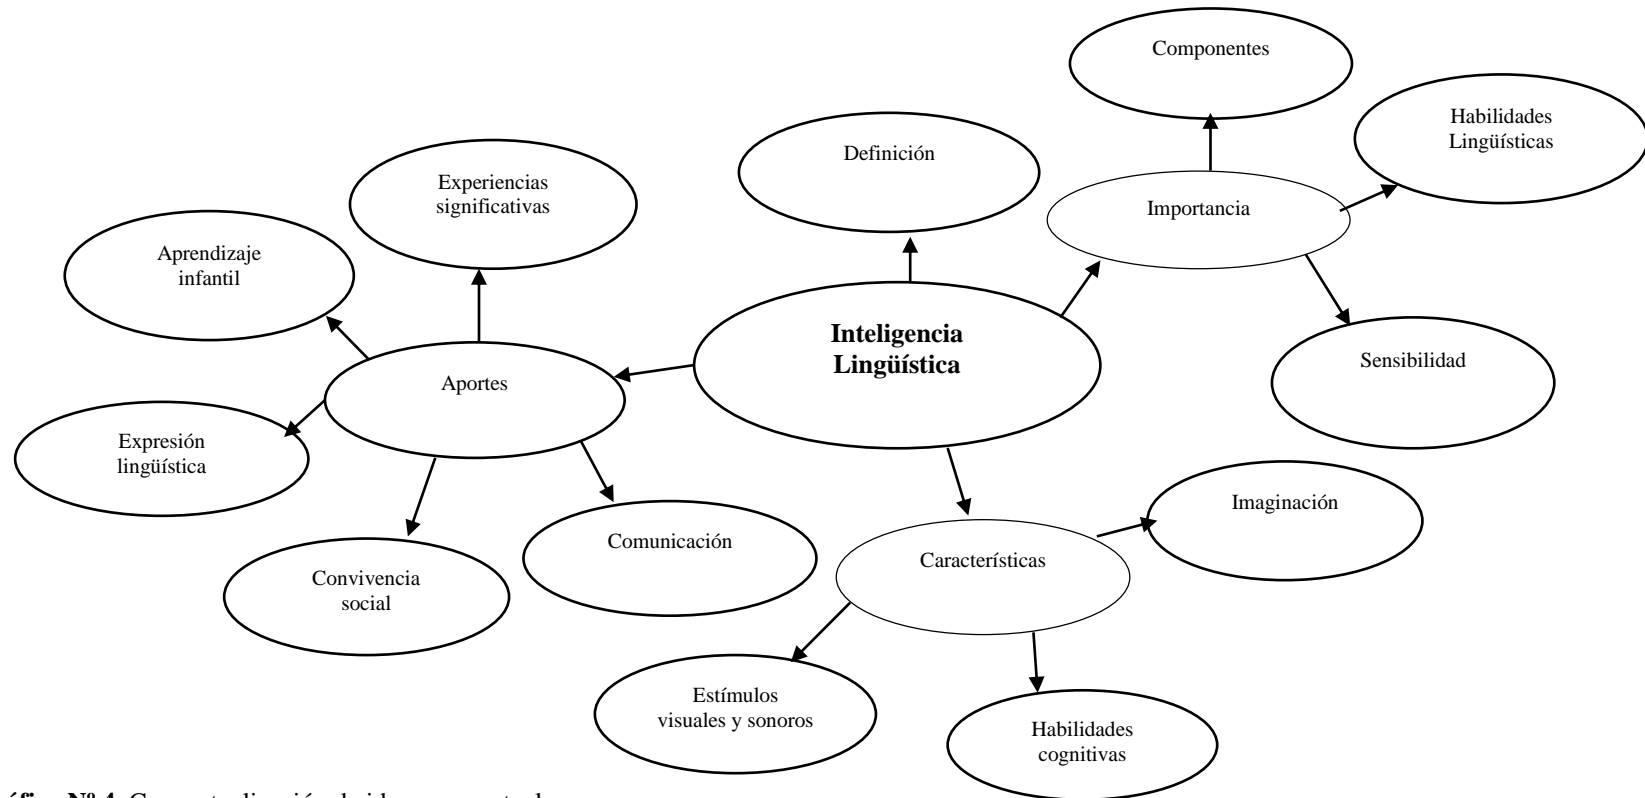 Componentes
Habilidades
Lingüísticas
Definición
Experiencias
significativas
Importancia
Aprendizaje
infantil
Inteligencia
Lingüística
Sensibilidad
Aportes
Expresión
lingüística
Imaginación
Comunicación
Características
Convivencia
social
Estímulos
visuales y sonoros
Habilidades
cognitivas